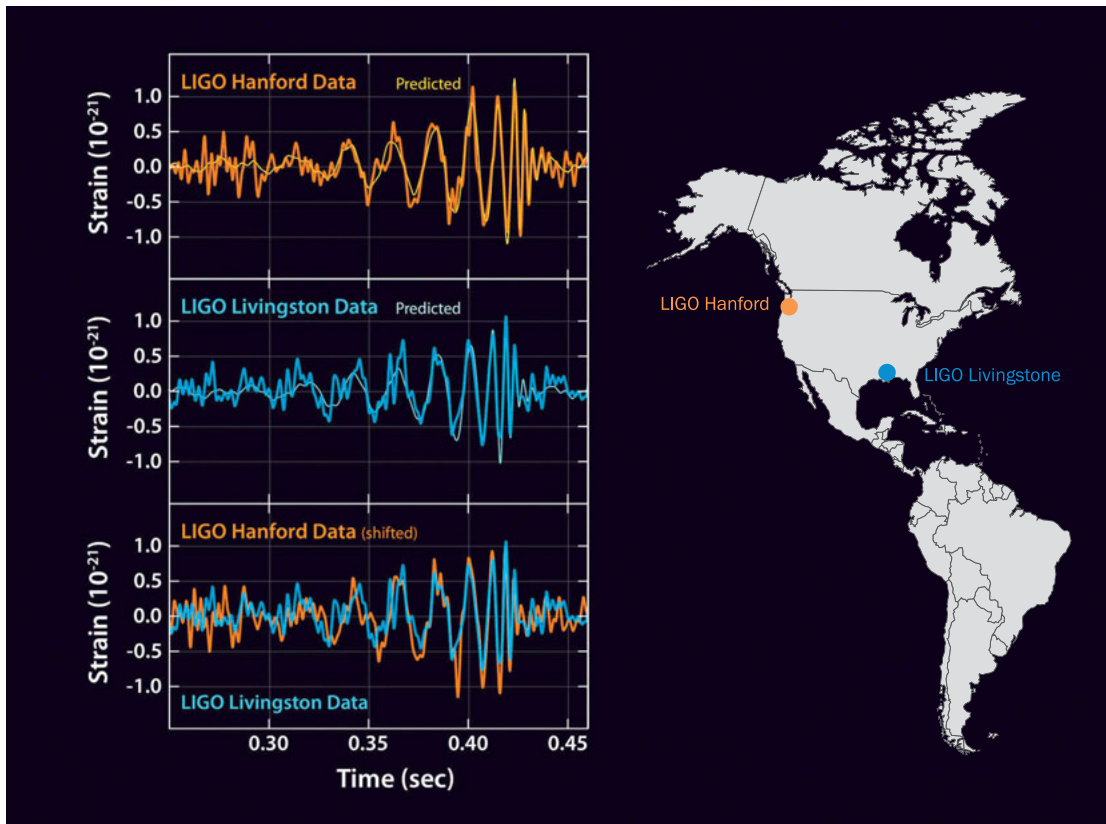 LIGO Hanford Data
Predicted
1.0
0.5
0.0
-0.5
-1.0
Strain (10⁻²¹)
LIGO Livingston Data
Predicted
1.0
0.5
0.0
-0.5
-1.0
Strain (10⁻²¹)
LIGO Hanford Data (shifted)
1.0
0.5
0.0
-0.5
-1.0
Strain (10⁻²¹)
LIGO Livingston Data
0.30 0.35 0.40 0.45
Time (sec)
LIGO Hanford
LIGO Livingstone